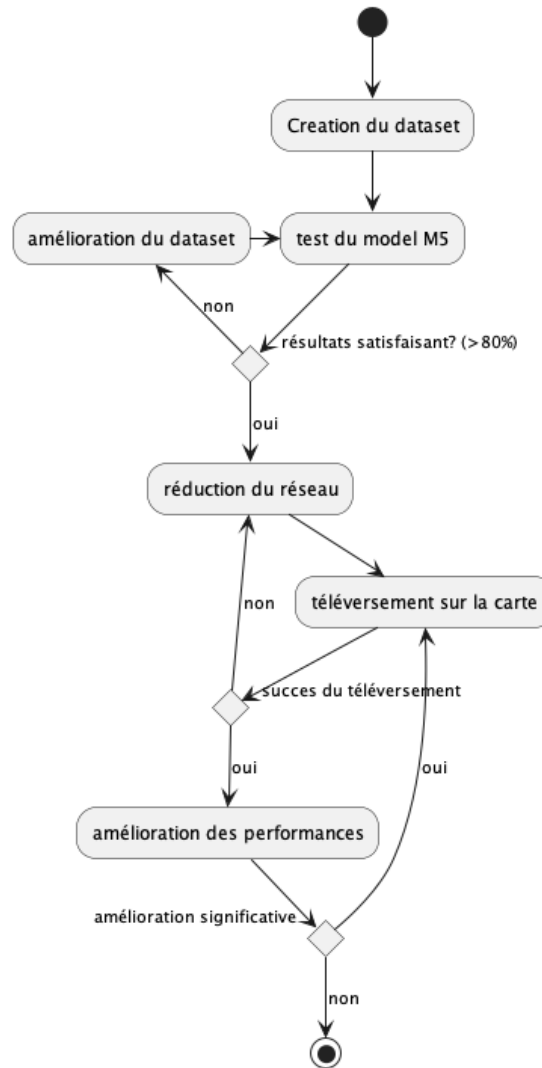 Creation du dataset
amélioration du dataset
test du model M5
non
résultats satisfaisant? (>80%)
oui
réduction du réseau
téléversement sur la carte
non
succes du téléversement
oui
oui
amélioration des performances
amélioration significative
non